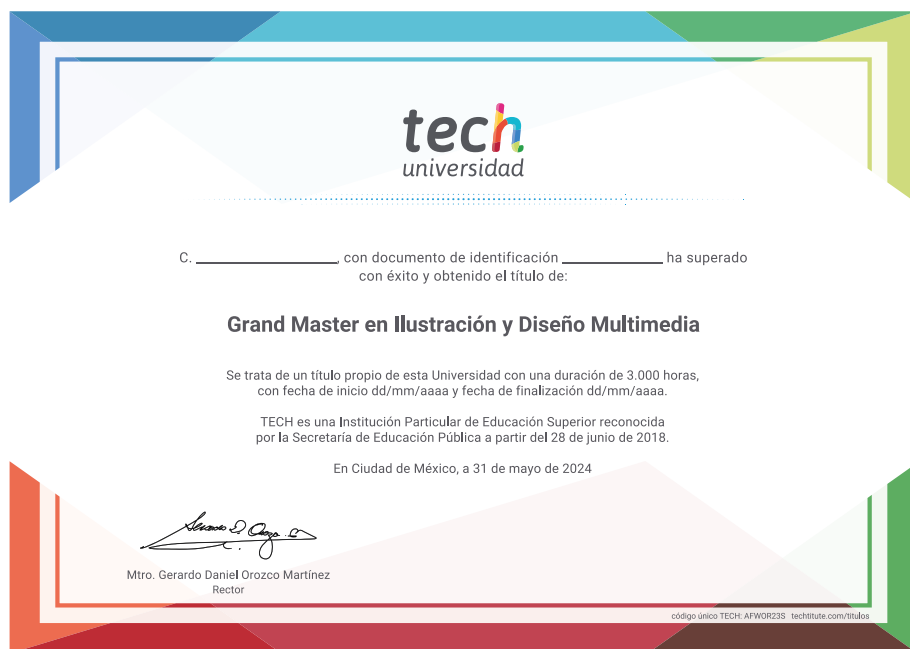 tech
universidad
C. ____________________, con documento de identificación ______________ ha superado
con éxito y obtenido el título de:
Grand Master en Ilustración y Diseño Multimedia
Se trata de un título propio de esta Universidad con una duración de 3.000 horas,
con fecha de inicio dd/mm/aaaa y fecha de finalización dd/mm/aaaa.
TECH es una Institución Particular de Educación Superior reconocida
por la Secretaría de Educación Pública a partir del 28 de junio de 2018.
En Ciudad de México, a 31 de mayo de 2024
Mtro. Gerardo Daniel Orozco Martínez
Rector
código único TECH: AFWOR23S techtitute.com/titulos